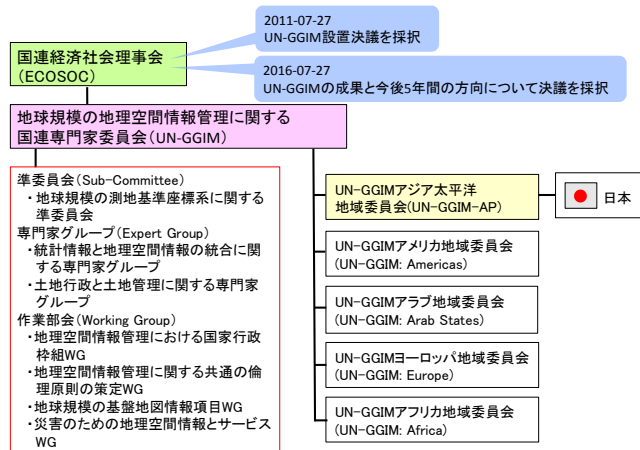 2011-07-27
UN-GGIM設置決議を採択
国連経済社会理事会
(ECOSOC)
2016-07-27
UN-GGIMの成果と今後5年間の方向について決議を採択
地球規模の地理空間情報管理に関する
国連専門家委員会(UN-GGIM)
準委員会(Sub-Committee)
・地球規模の測地基準座標系に関する
準委員会
専門家グループ(Expert Group)
・統計情報と地理空間情報の統合に関
する専門家グループ
・土地行政と土地管理に関する専門家
グループ
作業部会(Working Group)
・地理空間情報管理における国家行政
枠組WG
・地理空間情報管理に関する共通の倫
理原則の策定WG
・地球規模の基盤地図情報項目WG
・災害のための地理空間情報とサービス
WG
UN-GGIMアジア太平洋
地域委員会(UN-GGIM-AP)
日本
UN-GGIMアメリカ地域委員会
(UN-GGIM: Americas)
UN-GGIMアラブ地域委員会
(UN-GGIM: Arab States)
UN-GGIMヨーロッパ地域委員会
(UN-GGIM: Europe)
UN-GGIMアフリカ地域委員会
(UN-GGIM: Africa)